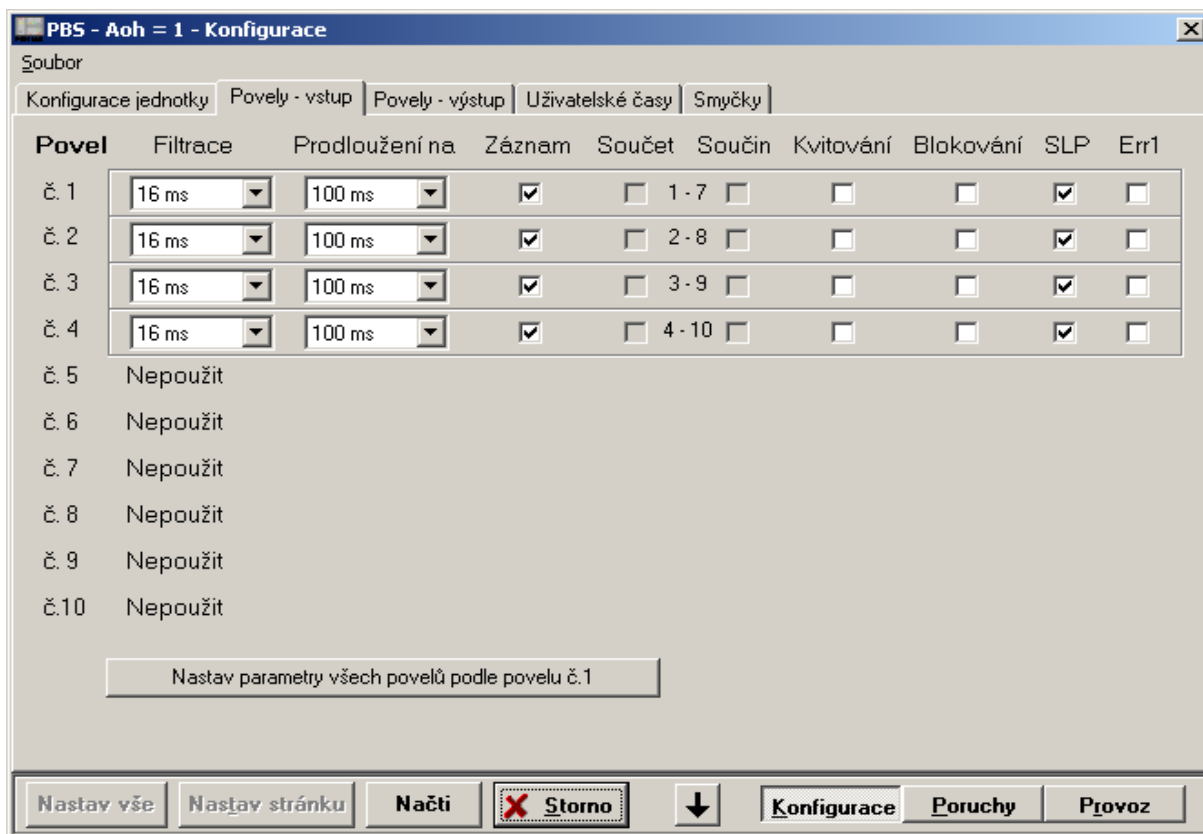 PBS - Aoh = 1 - Konfigurace
Soubor
Konfigurace jednotky Povely - vstup Povely - výstup Uživatelské časy Smyčky
Povel Filtrace Prodloužení na Záznam Součet Součin Kvitování Blokování SLP Err1
č. 1 16 ms 100 ms 1 - 7
č. 2 16 ms 100 ms 2 - 8
č. 3 16 ms 100 ms 3 - 9
č. 4 16 ms 100 ms 4 - 10
č. 5 Nepoužit
č. 6 Nepoužit
č. 7 Nepoužit
č. 8 Nepoužit
č. 9 Nepoužit
č.10 Nepoužit
Nastav parametry všech povelů podle povelu č.1
Nastav vše Nastav stránku Načti Storno Konfigurace Poruchy Provoz